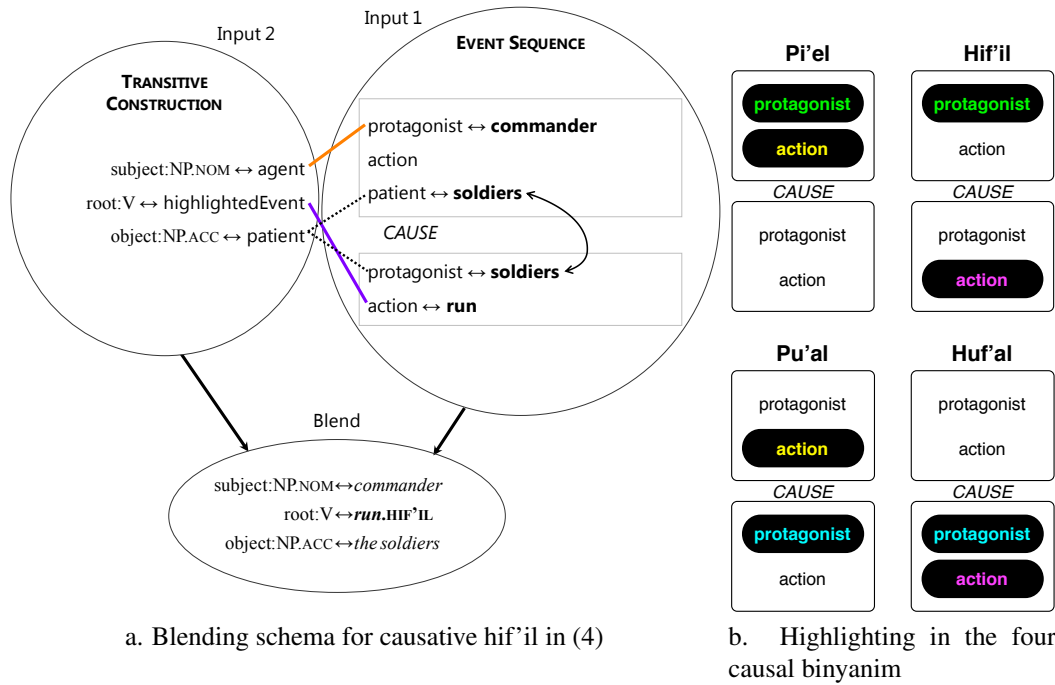 Input 2
Input 1
TRANSITIVE
CONSTRUCTION
subject:NP.NOM ↔ agent
root:V ↔ highlightedEvent
object:NP.ACC ↔ patient
EVENT SEQUENCE
protagonist ↔ commander
action
patient ↔ soldiers
CAUSE
protagonist ↔ soldiers
action ↔ run
Blend
subject:NP.NOM↔commander
root:V↔run.HIF'IL
object:NP.ACC↔the soldiers
a. Blending schema for causative hif'il in (4)
Pi'el
protagonist
action
CAUSE
protagonist
action
Hif'il
protagonist
action
CAUSE
protagonist
action
Pu'al
protagonist
action
CAUSE
protagonist
action
Huf'al
protagonist
action
CAUSE
protagonist
action
b. Highlighting in the four
causal binyanim